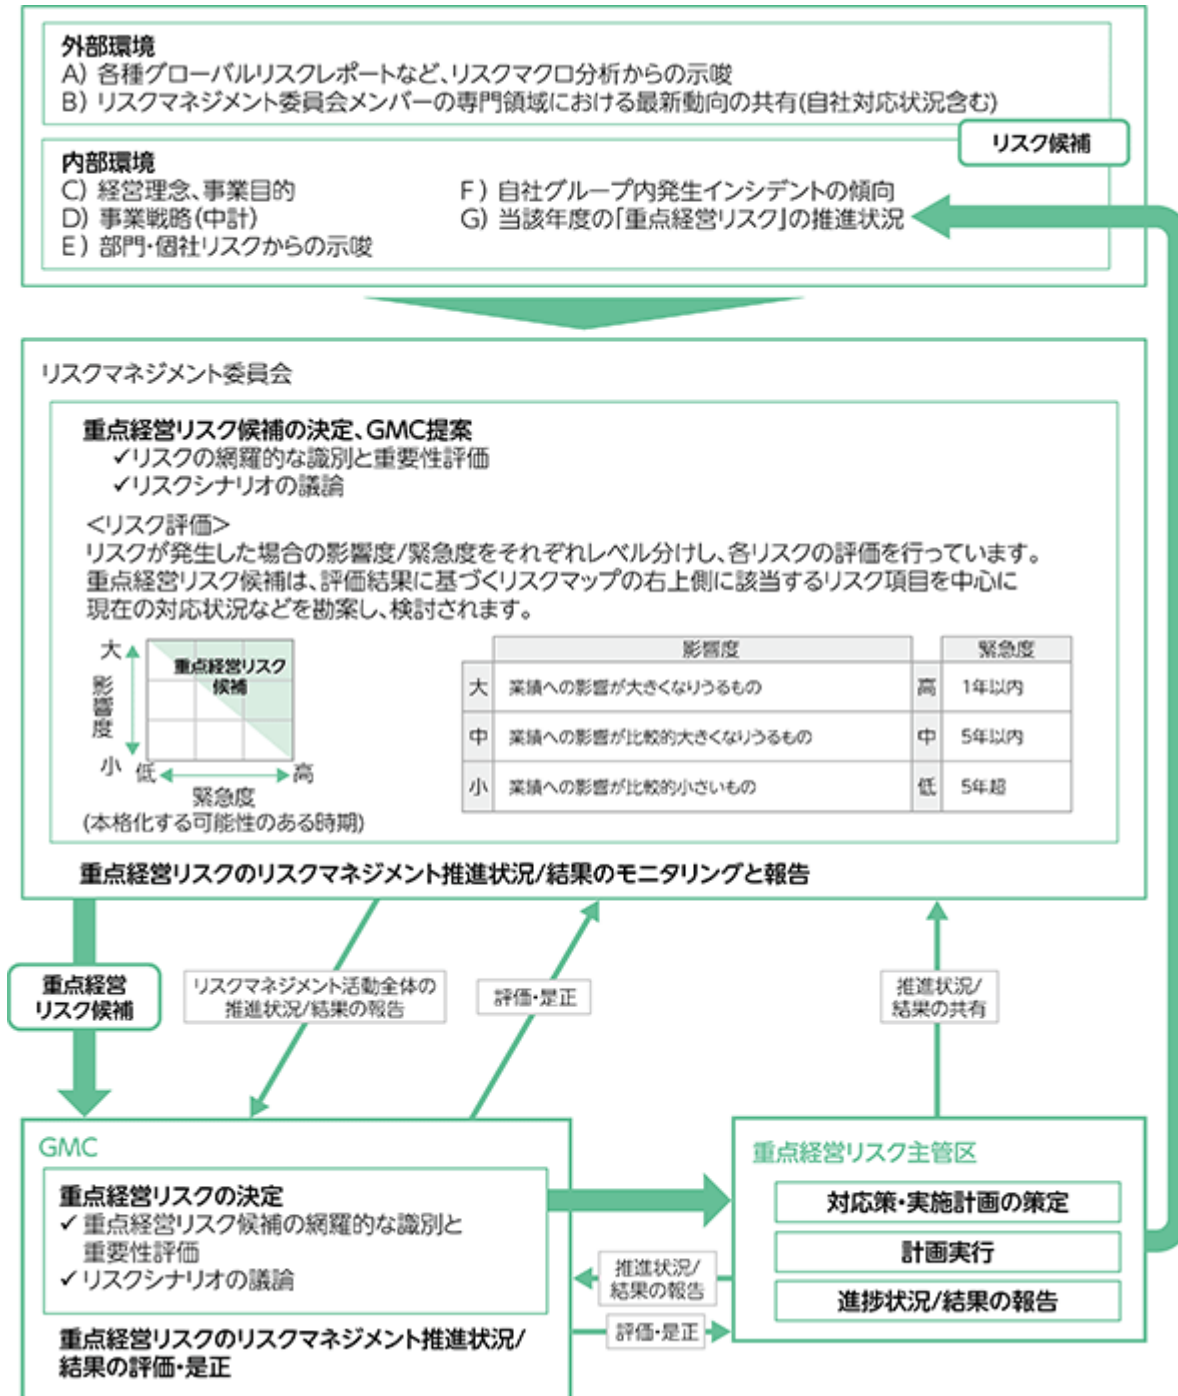 外部環境
A) 各種グローバルリスクレポートなど、リスクマクロ分析からの示唆
B) リスクマネジメント委員会メンバーの専門領域における最新動向の共有(自社対応状況含む)
リスク候補
内部環境
C) 経営理念、事業目的
D) 事業戦略(中計)
E) 部門・個社リスクからの示唆
F) 自社グループ内発生インシデントの傾向
G) 当該年度の「重点経営リスク」の推進状況
リスクマネジメント委員会
重点経営リスク候補の決定、GMC提案
✓リスクの網羅的な識別と重要性評価
✓リスクシナリオの議論
<リスク評価>
リスクが発生した場合の影響度/緊急度をそれぞれレベル分けし、各リスクの評価を行っています。
重点経営リスク候補は、評価結果に基づくリスクマップの右上側に該当するリスク項目を中心に
現在の対応状況などを勘案し、検討されます。
大
影響度
小
重点経営リスク
候補
低
高
緊急度
(本格化する可能性のある時期)
影響度 緊急度
大 業績への影響が大きくなりうるもの 高 1年以内
中 業績への影響が比較的大きくなりうるもの 中 5年以内
小 業績への影響が比較的小さいもの 低 5年超
重点経営リスクのリスクマネジメント推進状況/結果のモニタリングと報告
重点経営
リスク候補
リスクマネジメント活動全体の
推進状況/結果の報告
評価・是正
推進状況/
結果の共有
GMC
重点経営リスクの決定
✓ 重点経営リスク候補の網羅的な識別と
重要性評価
✓ リスクシナリオの議論
重点経営リスクのリスクマネジメント推進状況/
結果の評価・是正
推進状況/
結果の報告
評価・是正
重点経営リスク主管区
対応策・実施計画の策定
計画実行
進捗状況/結果の報告